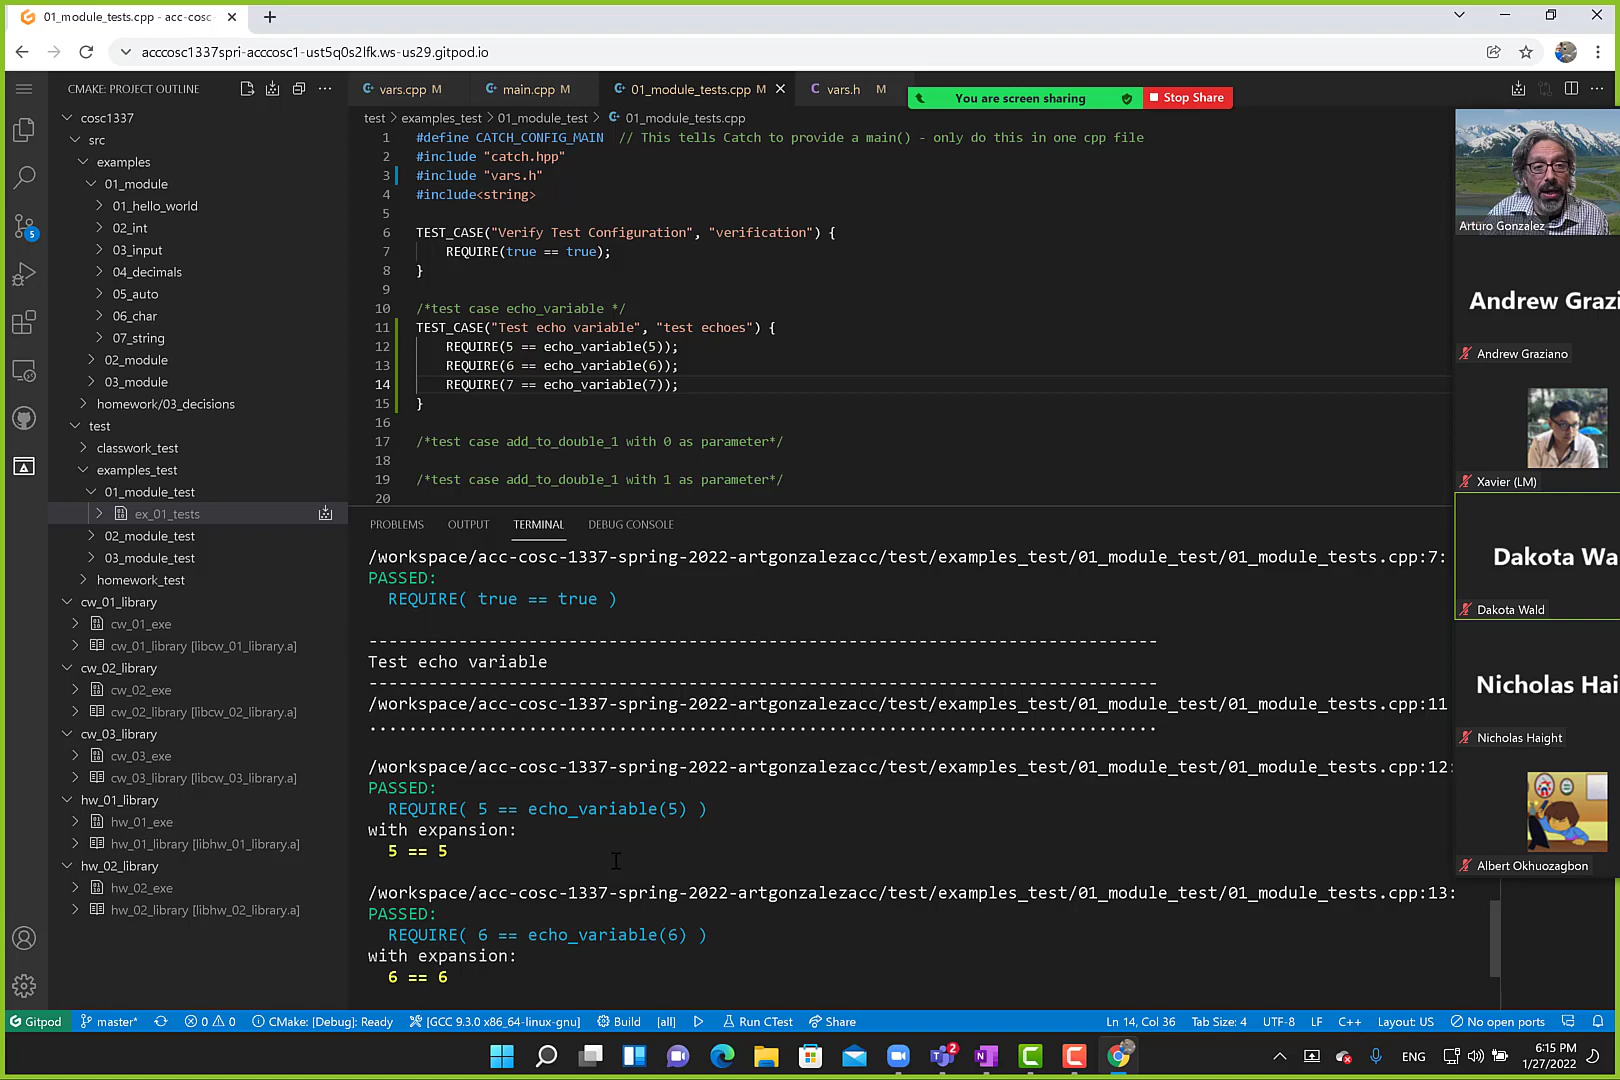 01_module_tests.cpp - acc-cosc-
acccosc1337spri-acccosc1-ust5q0s2lfk.ws-us29.gitpod.io
CMAKE: PROJECT OUTLINE
vars.cpp M
main.cpp M
01_module_tests.cpp M
vars.h M
You are screen sharing
Stop Share
test > examples_test > 01_module_test > 01_module_tests.cpp
cosc1337
src
examples
01_module
01_hello_world
02_int
03_input
04_decimals
05_auto
06_char
07_string
02_module
03_module
homework/03_decisions
test
classwork_test
examples_test
01_module_test
ex_01_tests
02_module_test
03_module_test
homework_test
cw_01_library
cw_01_exe
cw_01_library [libcw_01_library.a]
cw_02_library
cw_02_exe
cw_02_library [libcw_02_library.a]
cw_03_library
cw_03_exe
cw_03_library [libcw_03_library.a]
hw_01_library
hw_01_exe
hw_01_library [libhw_01_library.a]
hw_02_library
hw_02_exe
hw_02_library [libhw_02_library.a]
5
1 #define CATCH_CONFIG_MAIN // This tells Catch to provide a main() - only do this in one cpp file
2 #include "catch.hpp"
3 #include "vars.h"
4 #include<string>
5
6 TEST_CASE("Verify Test Configuration", "verification") {
7 REQUIRE(true == true);
8 }
9
10 /*test case echo_variable */
11 TEST_CASE("Test echo variable", "test echoes") {
12 REQUIRE(5 == echo_variable(5));
13 REQUIRE(6 == echo_variable(6));
14 REQUIRE(7 == echo_variable(7));
15 }
16
17 /*test case add_to_double_1 with 0 as parameter*/
18
19 /*test case add_to_double_1 with 1 as parameter*/
20
PROBLEMS OUTPUT TERMINAL DEBUG CONSOLE
/workspace/acc-cosc-1337-spring-2022-artgonzalezacc/test/examples_test/01_module_test/01_module_tests.cpp:7:
PASSED:
REQUIRE( true == true )
-------------------------------------------------------------------------------
Test echo variable
-------------------------------------------------------------------------------
/workspace/acc-cosc-1337-spring-2022-artgonzalezacc/test/examples_test/01_module_test/01_module_tests.cpp:11
...............................................................................
/workspace/acc-cosc-1337-spring-2022-artgonzalezacc/test/examples_test/01_module_test/01_module_tests.cpp:12:
PASSED:
REQUIRE( 5 == echo_variable(5) )
with expansion:
5 == 5
/workspace/acc-cosc-1337-spring-2022-artgonzalezacc/test/examples_test/01_module_test/01_module_tests.cpp:13:
PASSED:
REQUIRE( 6 == echo_variable(6) )
with expansion:
6 == 6
Arturo Gonzalez
Andrew Grazi
Andrew Graziano
Xavier (LM)
Dakota Wa
Dakota Wald
Nicholas Hai
Nicholas Haight
Albert Okhuozagbon
Gitpod master* 0 0 CMake: [Debug]: Ready [GCC 9.3.0 x86_64-linux-gnu] Build [all] Run CTest Share Ln 14, Col 36 Tab Size: 4 UTF-8 LF C++ Layout: US No open ports
2
ENG
6:15 PM
1/27/2022